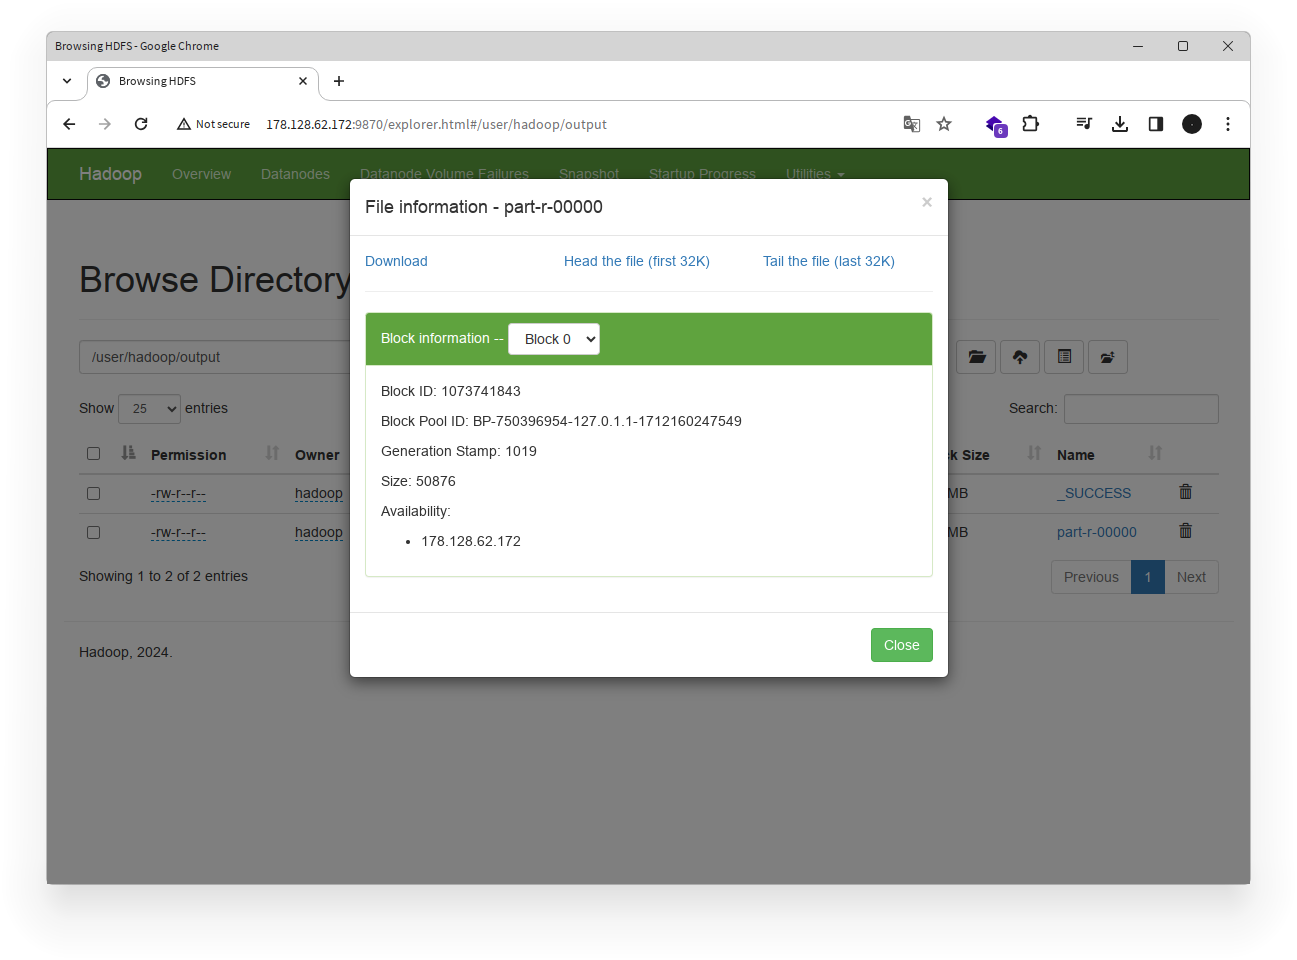 Browsing HDFS - Google Chrome
Browsing HDFS
Not secure 178.128.62.172:9870/explorer.html#/user/hadoop/output
6
Hadoop Overview Datanodes Datanode Volume Failures Snapshot Startup Progress Utilities
File information - part-r-00000
×
Download Head the file (first 32K) Tail the file (last 32K)
Block information -- Block 0
Block ID: 1073741843
Block Pool ID: BP-750396954-127.0.1.1-1712160247549
Generation Stamp: 1019
Size: 50876
Availability:
• 178.128.62.172
Close
Browse Directory
/user/hadoop/output
Show 25 entries Search:
Permission Owner Size Name
-rw-r--r-- hadoop MB _SUCCESS
-rw-r--r-- hadoop MB part-r-00000
Showing 1 to 2 of 2 entries Previous 1 Next
Hadoop, 2024.